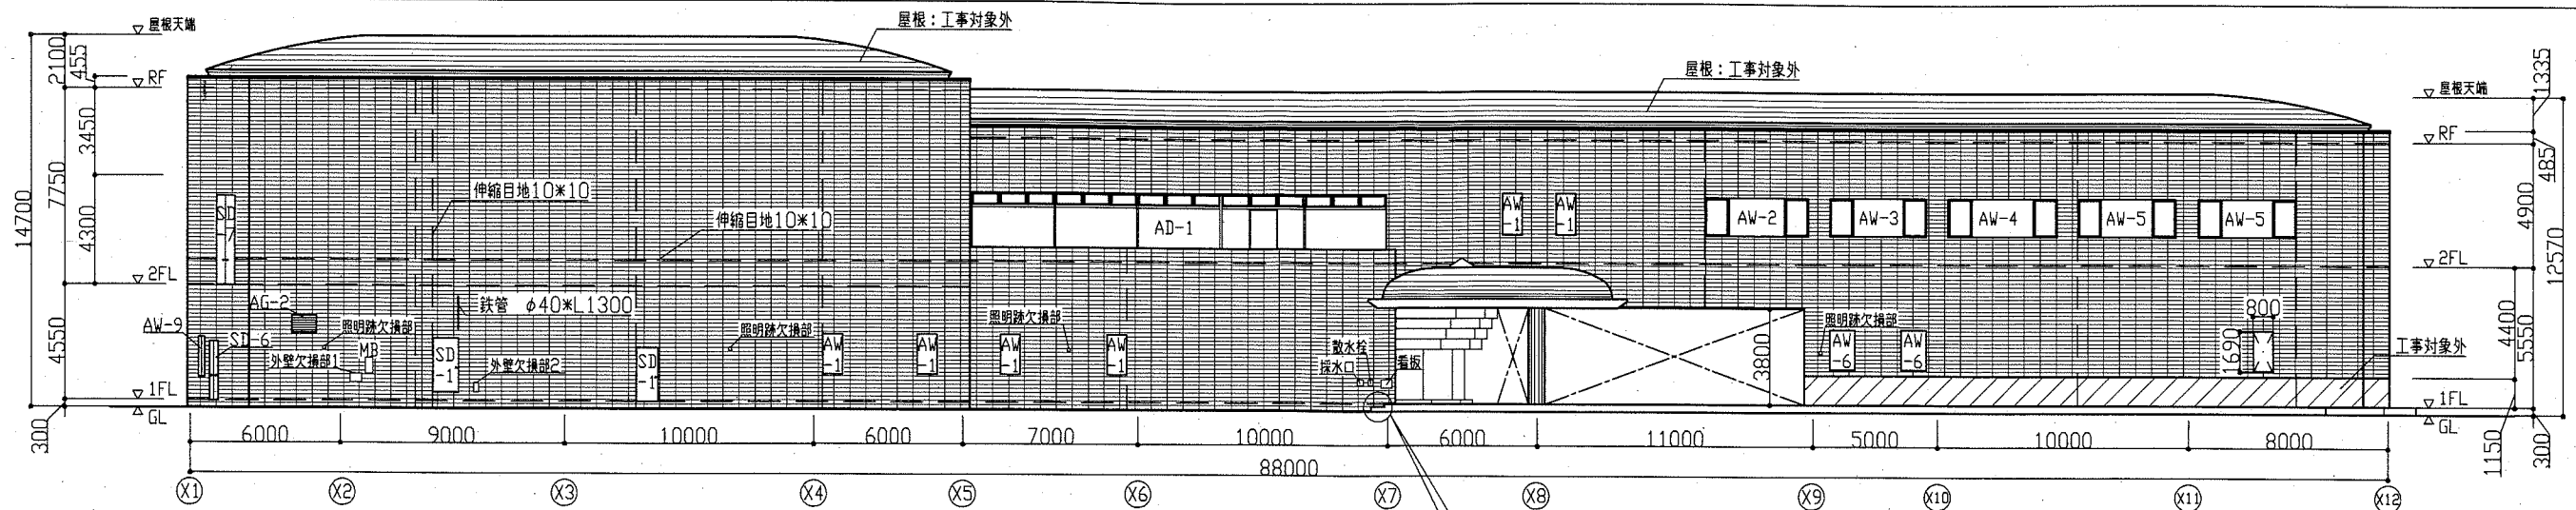 屋根：工事対象外
屋根天端
2100
455
RF
屋根：工事対象外
1335
屋根天端
RF
485
3450
7750
14700
4300
4900
12570
伸縮目地10*10
伸縮目地10*10
SD
-7
AD-1
AW
-1
AW
-1
AW-2
AW-3
AW-4
AW-5
AW-5
2FL
2FL
AG-2
鉄管 φ40*L1300
照明跡欠損部
照明跡欠損部
照明跡欠損部
照明跡欠損部
800
AW-9
SD-6
4550
外壁欠損部1
MB
SD
-1
外壁欠損部2
SD
-1
AW
-1
AW
-1
AW
-1
AW
-1
散水栓
採水口
看板
3800
AW
-6
AW
-6
1690
工事対象外
4400
5550
1FL
GL
1FL
GL
300
6000
9000
10000
6000
7000
10000
6000
11000
5000
10000
8000
1150
300
88000
X1
X2
X3
X4
X5
X6
X7
X8
X9
X10
X11
X12